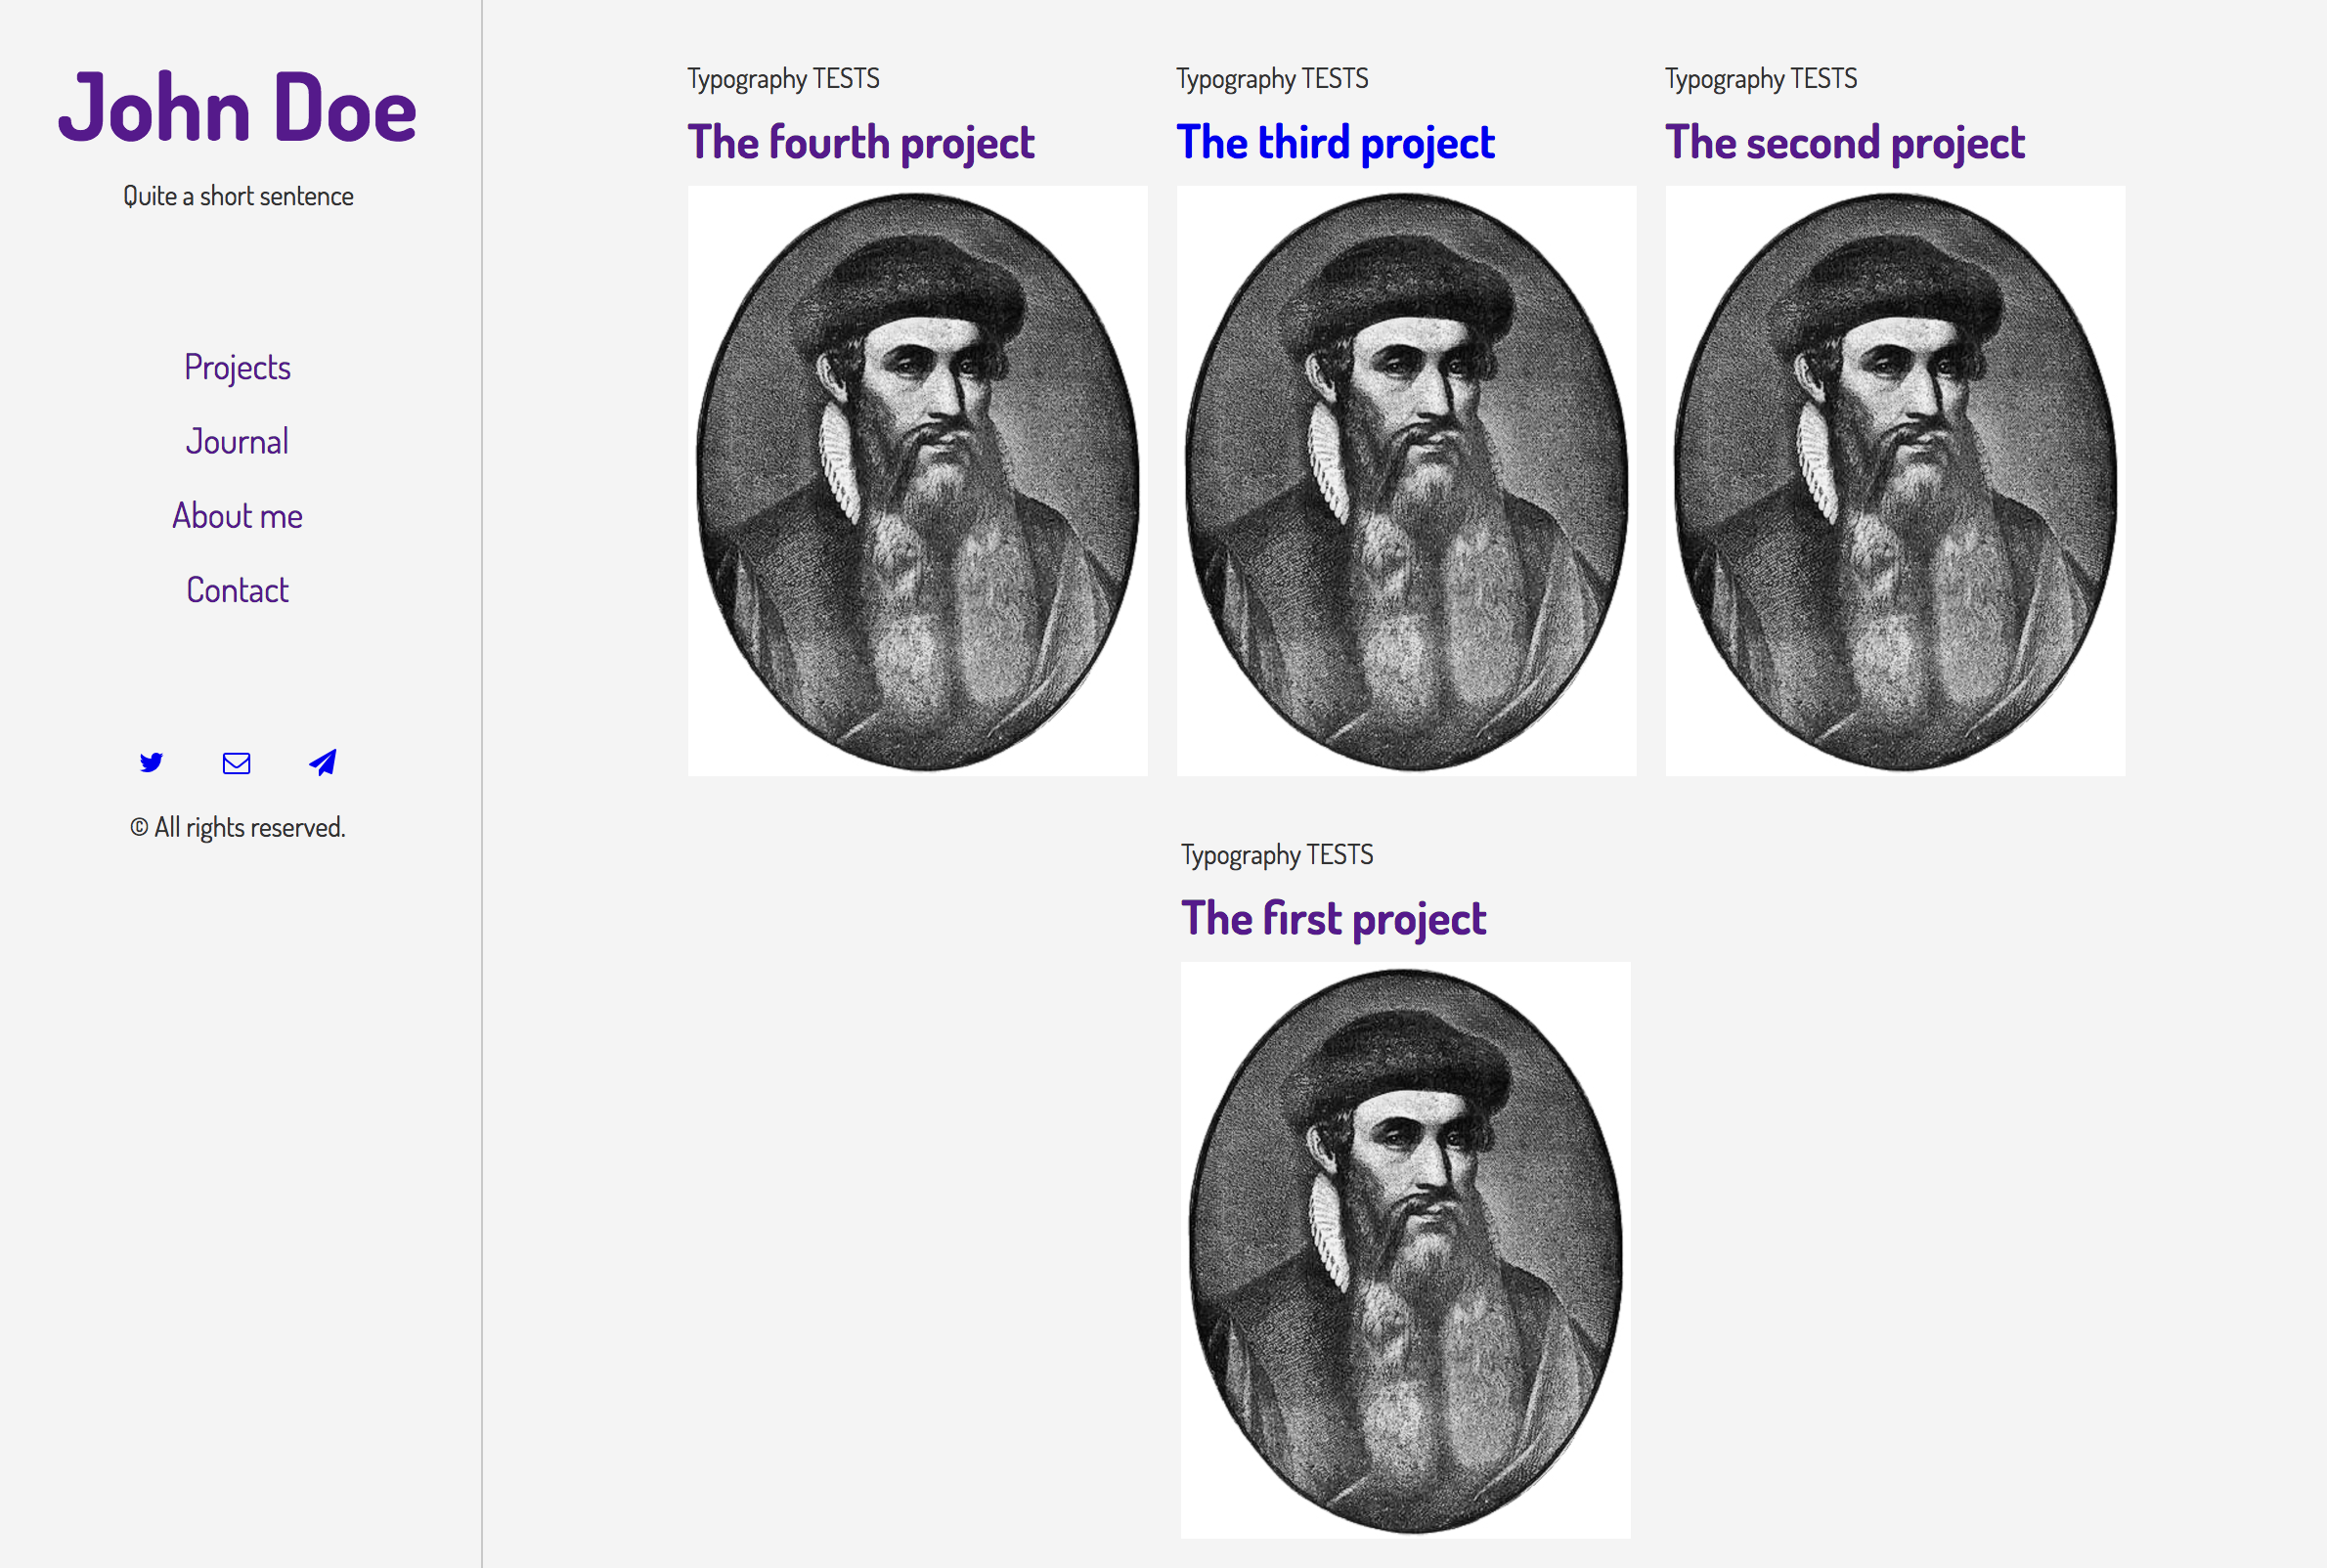 John Doe
Quite a short sentence
Projects
Journal
About me
Contact
© All rights reserved.
Typography TESTS
The fourth project
Typography TESTS
The third project
Typography TESTS
The second project
Typography TESTS
The first project